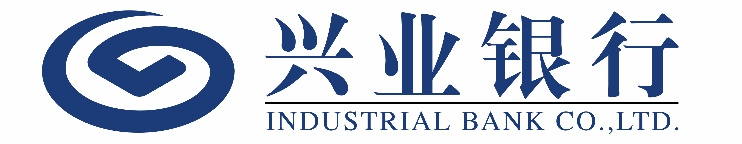 兴业银行
INDUSTRIAL BANK CO.,LTD.